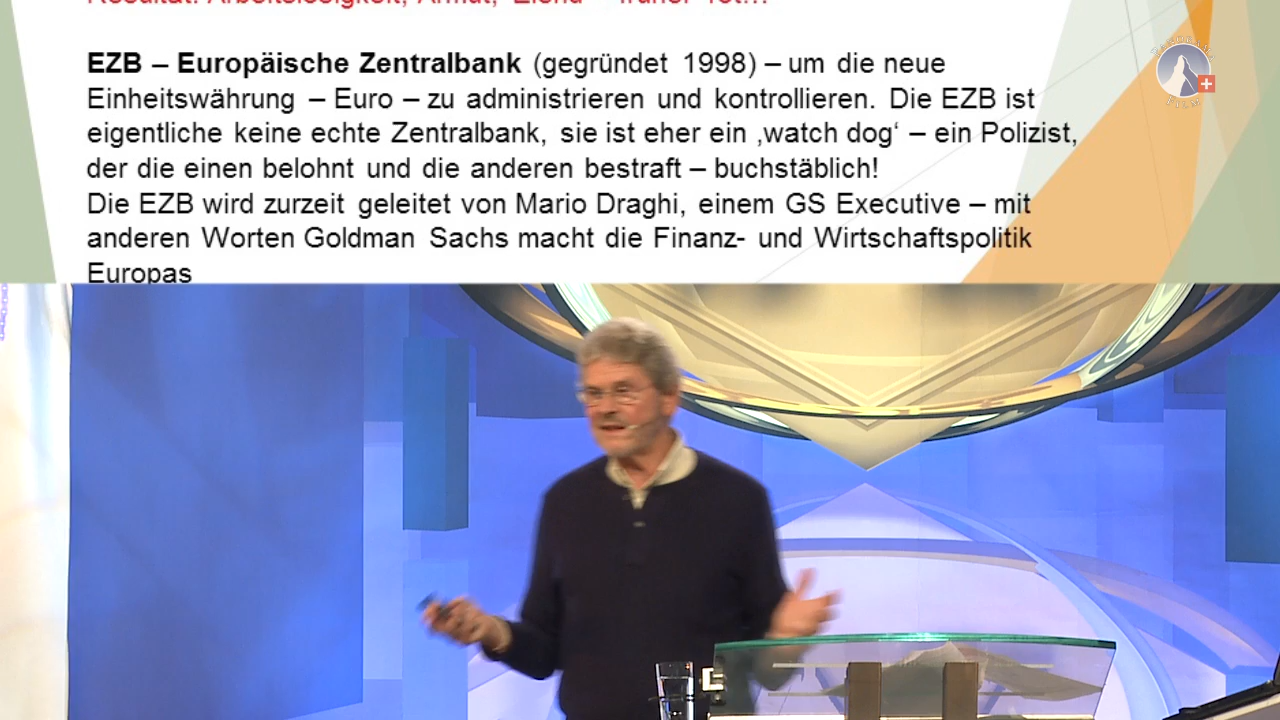 EZB – Europäische Zentralbank (gegründet 1998) – um die neue
Einheitswährung – Euro – zu administrieren und kontrollieren. Die EZB ist
eigentliche keine echte Zentralbank, sie ist eher ein ‚watch dog‘ – ein Polizist,
der die einen belohnt und die anderen bestraft – buchstäblich!
Die EZB wird zurzeit geleitet von Mario Draghi, einem GS Executive – mit
anderen Worten Goldman Sachs macht die Finanz- und Wirtschaftspolitik
Europas
PANORAMA
FILM